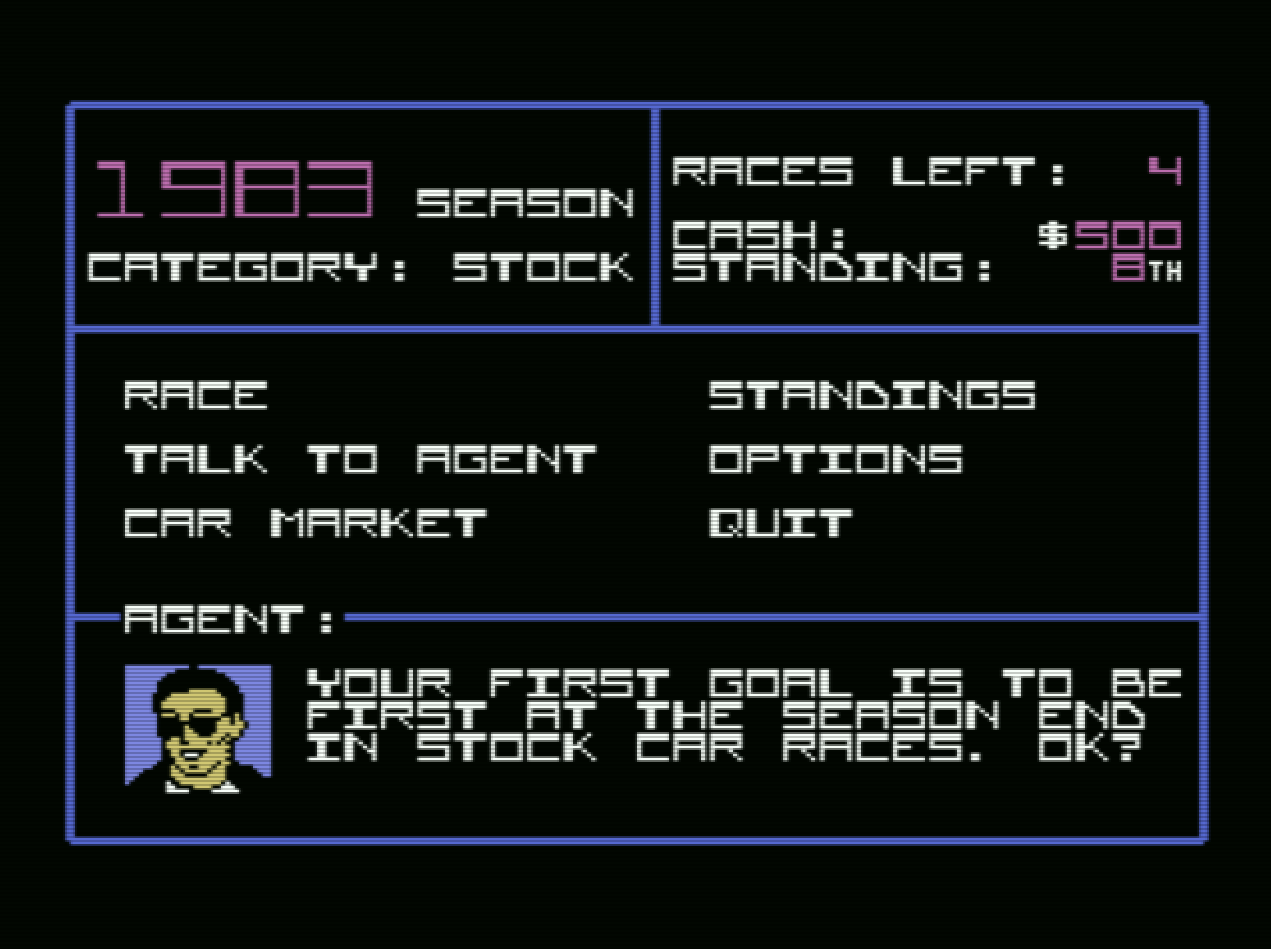 1983 SEASON
CATEGORY: STOCK
RACES LEFT: 4
CASH: $500
STANDING: 8TH
RACE
STANDINGS
TALK TO AGENT
OPTIONS
CAR MARKET
QUIT
AGENT:
YOUR FIRST GOAL IS TO BE
FIRST AT THE SEASON END
IN STOCK CAR RACES. OK?